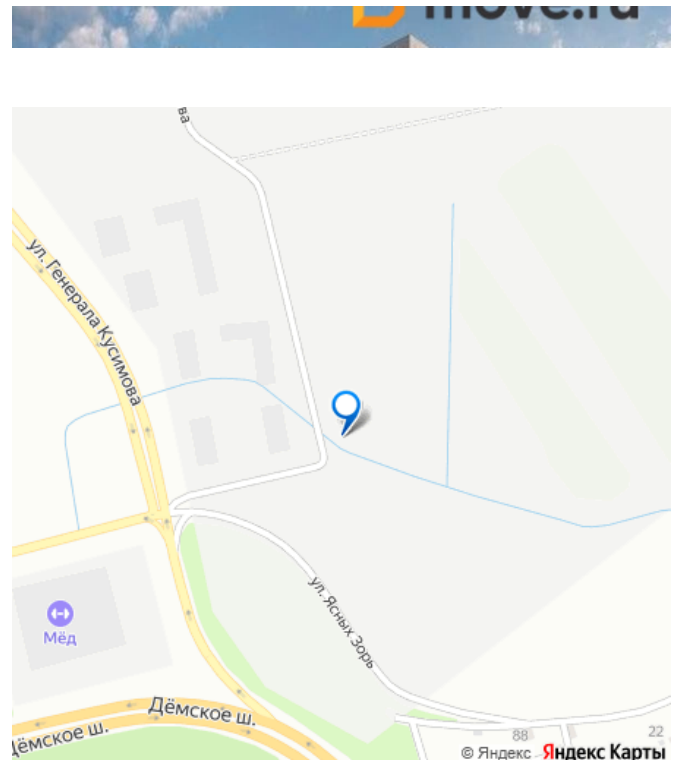 move.ru
ва
ул. Генерала Кусимова
ул. Ясных Зорь
Мёд
Дёмское ш.
Дёмское ш.
88
22
© Яндекс Яндекс Карты